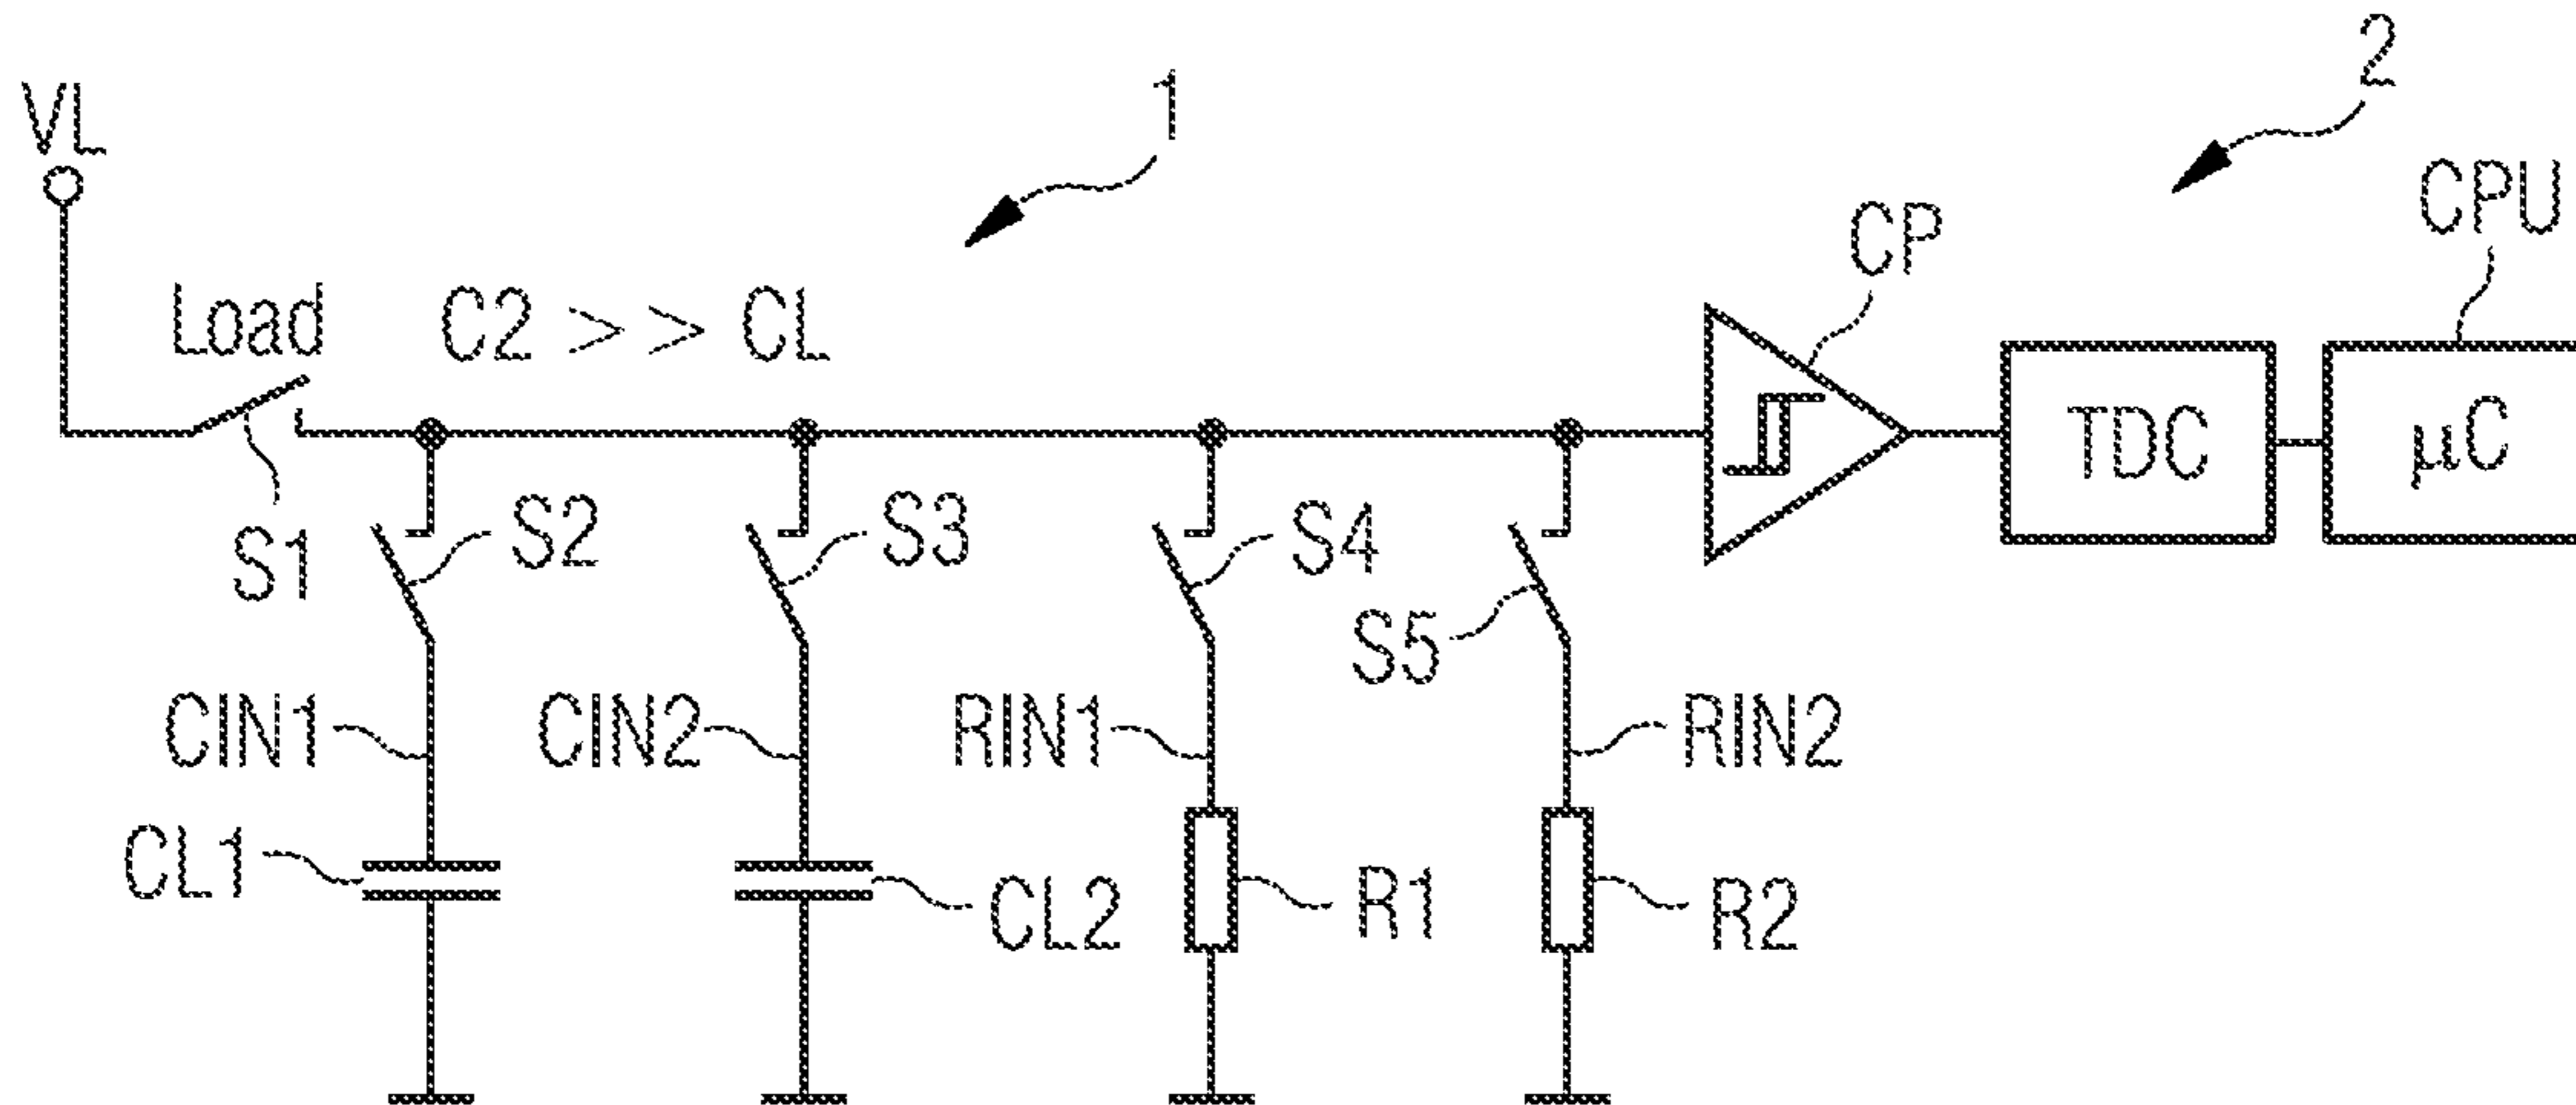 VL
1
2
CPU
CP
Load
C2 >> CL
TDC
µC
S1
S2
S3
S4
S5
CIN1
CIN2
RIN1
RIN2
CL1
CL2
R1
R2